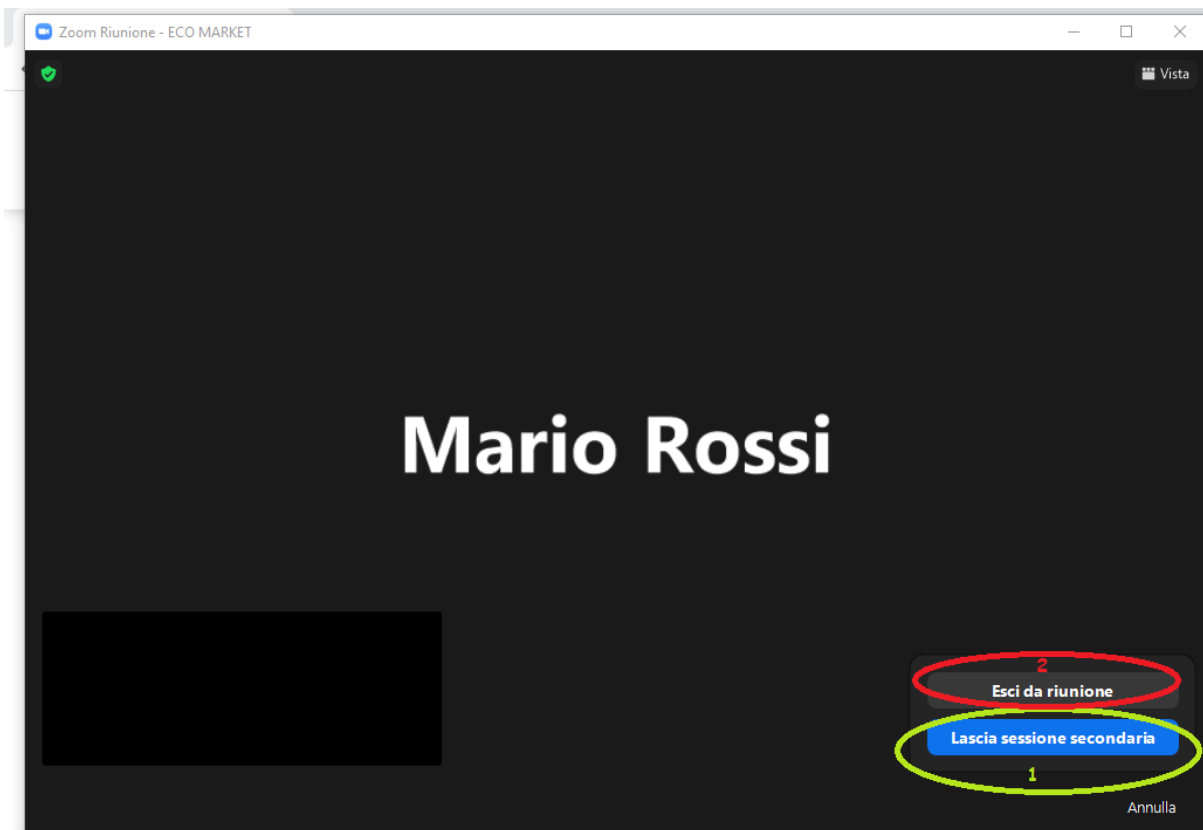 Zoom Riunione - ECO MARKET
Vista
Mario Rossi
2
Esci da riunione
Lascia sessione secondaria
1
Annulla